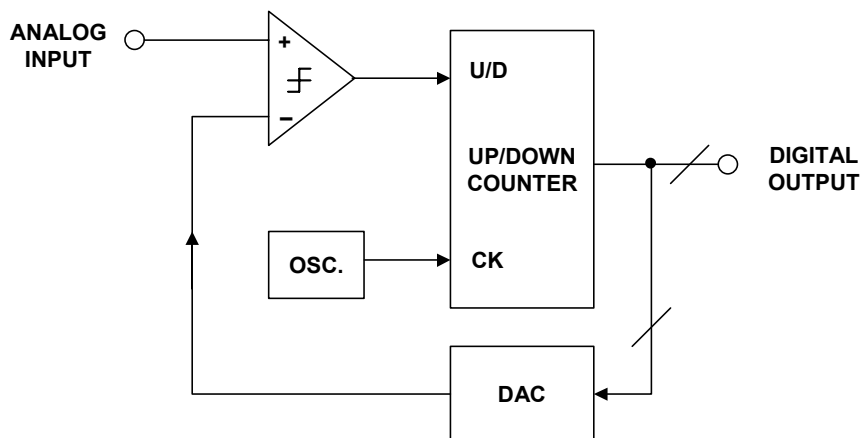 ANALOG
INPUT
+
−
U/D
UP/DOWN
COUNTER
DIGITAL
OUTPUT
OSC.
CK
DAC